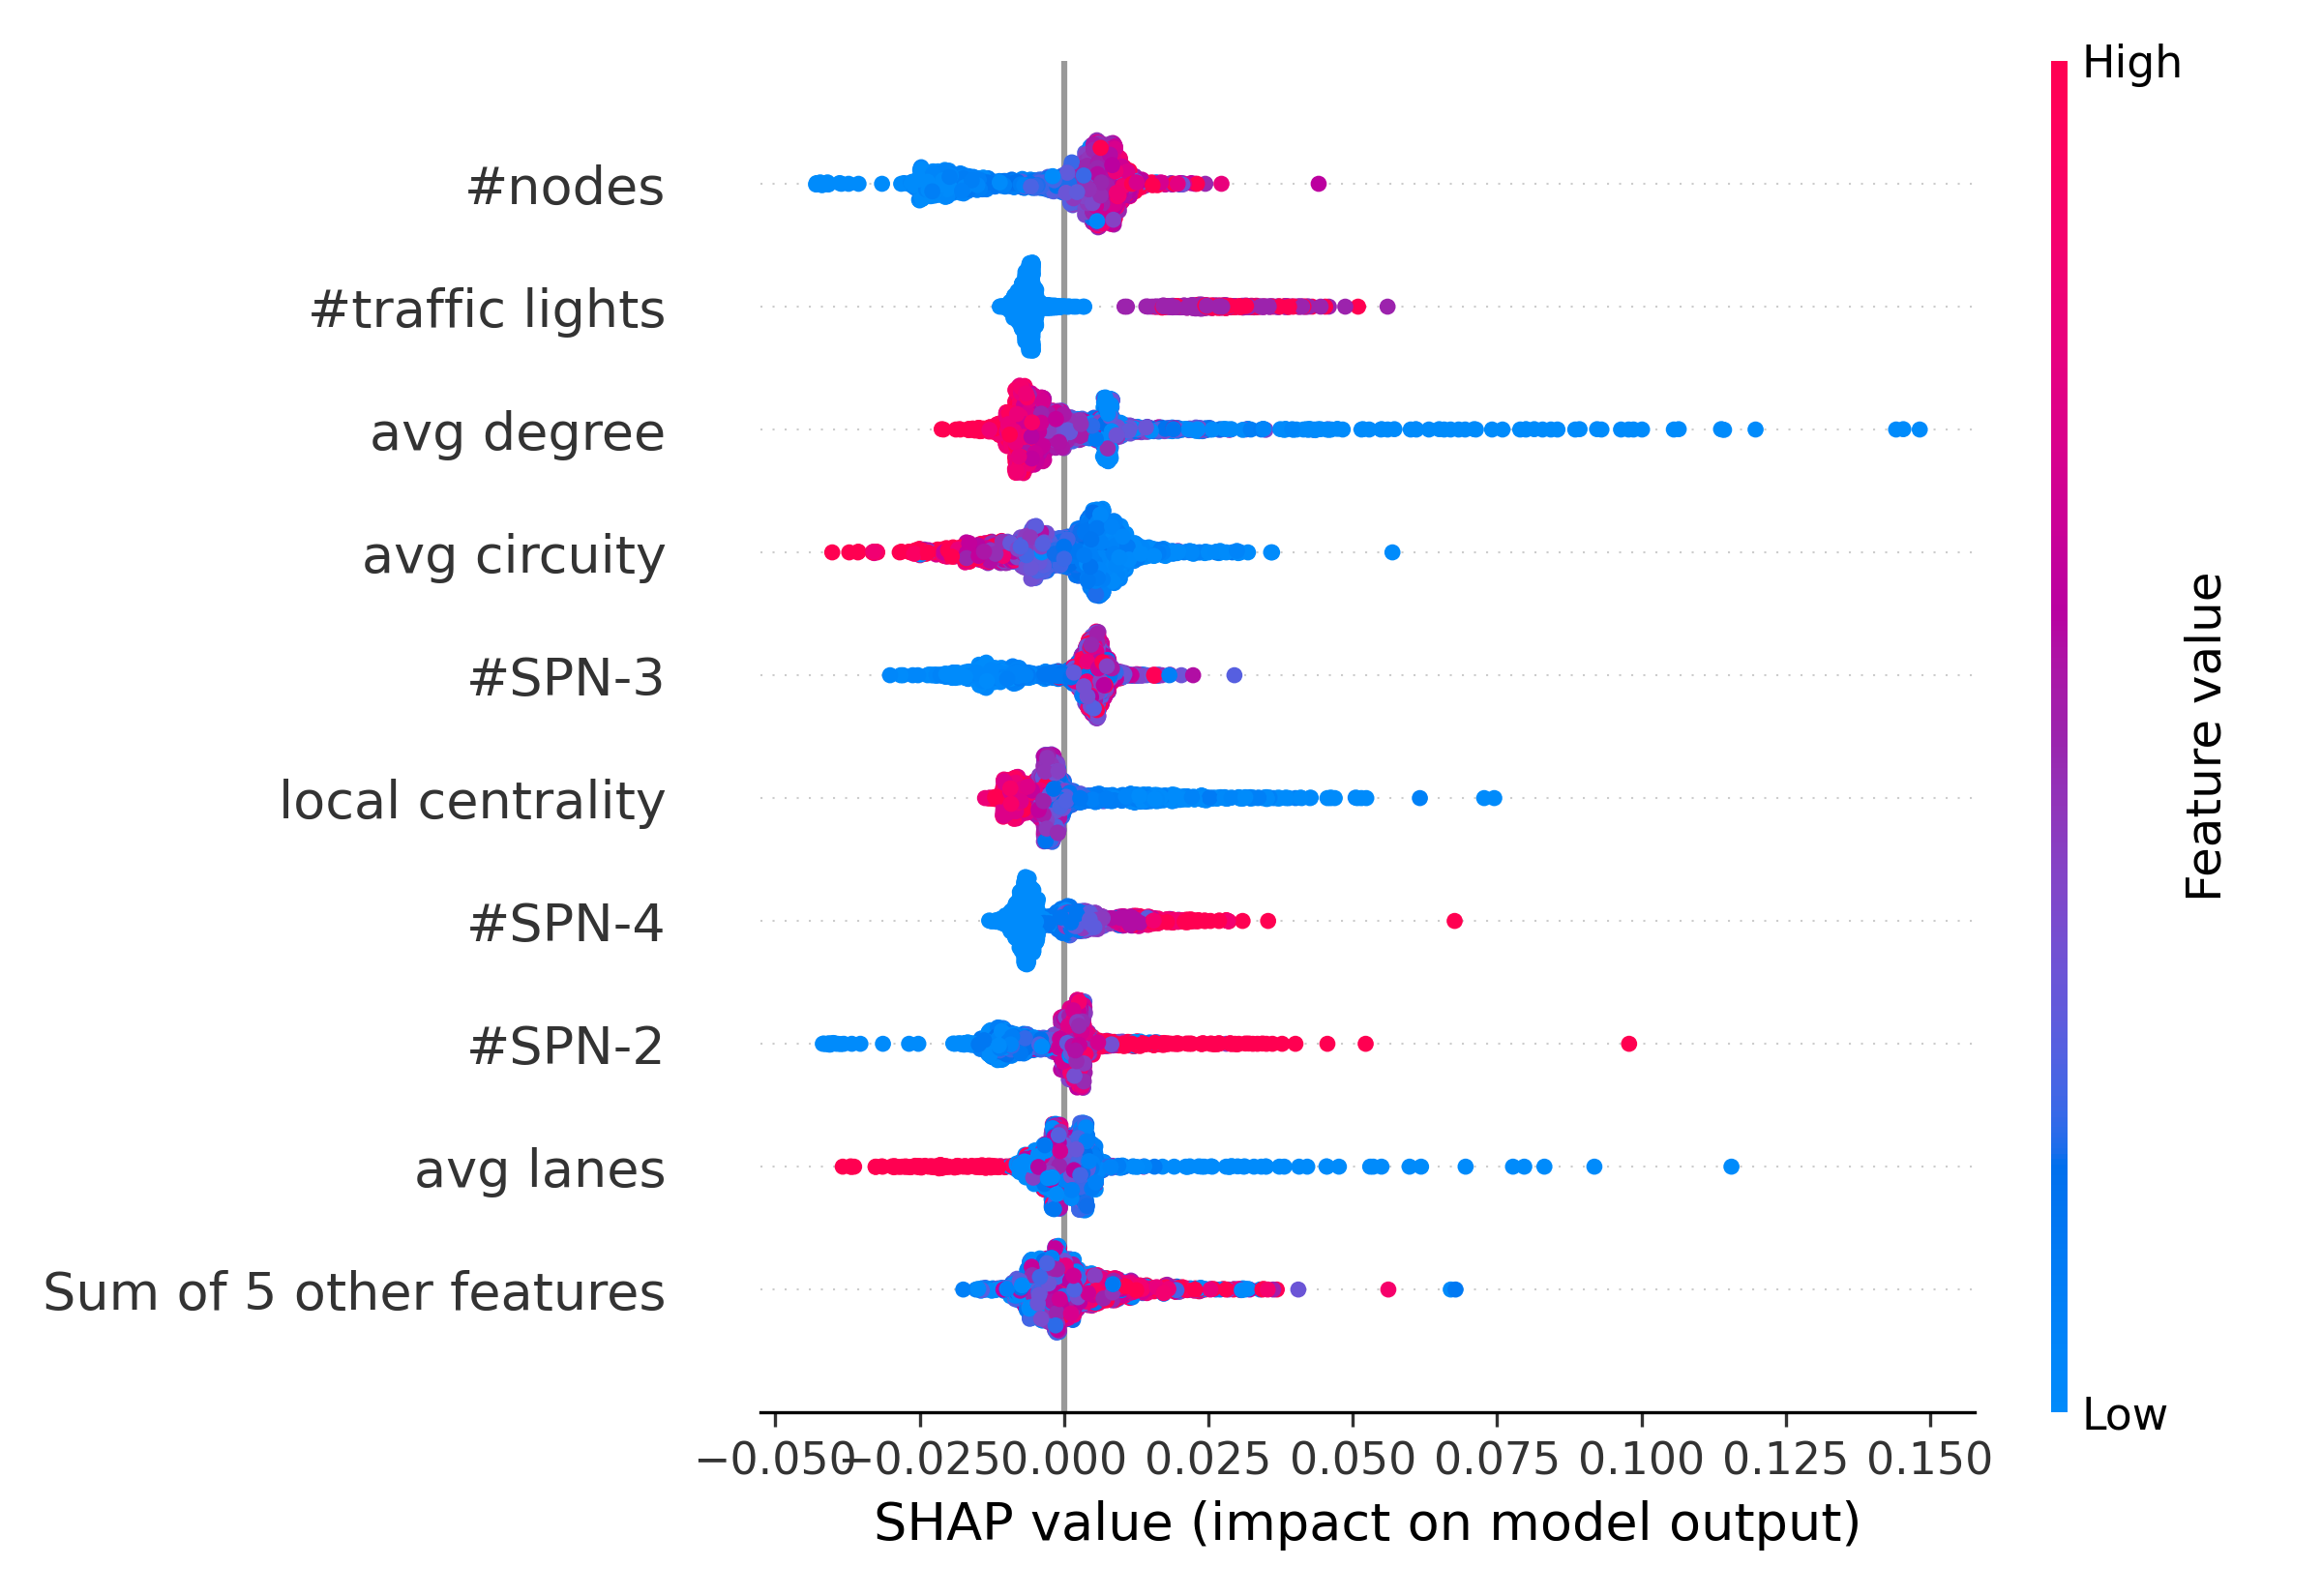 High
#nodes
#traffic lights
avg degree
avg circuity
#SPN-3
local centrality
#SPN-4
#SPN-2
avg lanes
Sum of 5 other features
Feature value
Low
−0.050 −0.025 0.000 0.025 0.050 0.075 0.100 0.125 0.150
SHAP value (impact on model output)